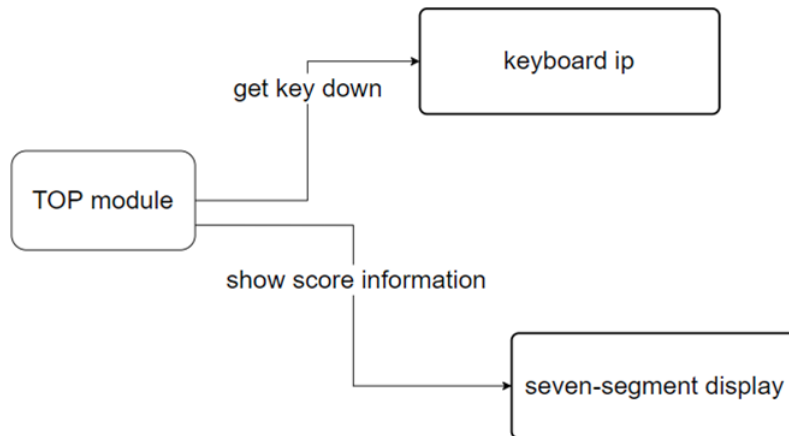 keyboard ip
get key down
TOP module
show score information
seven-segment display